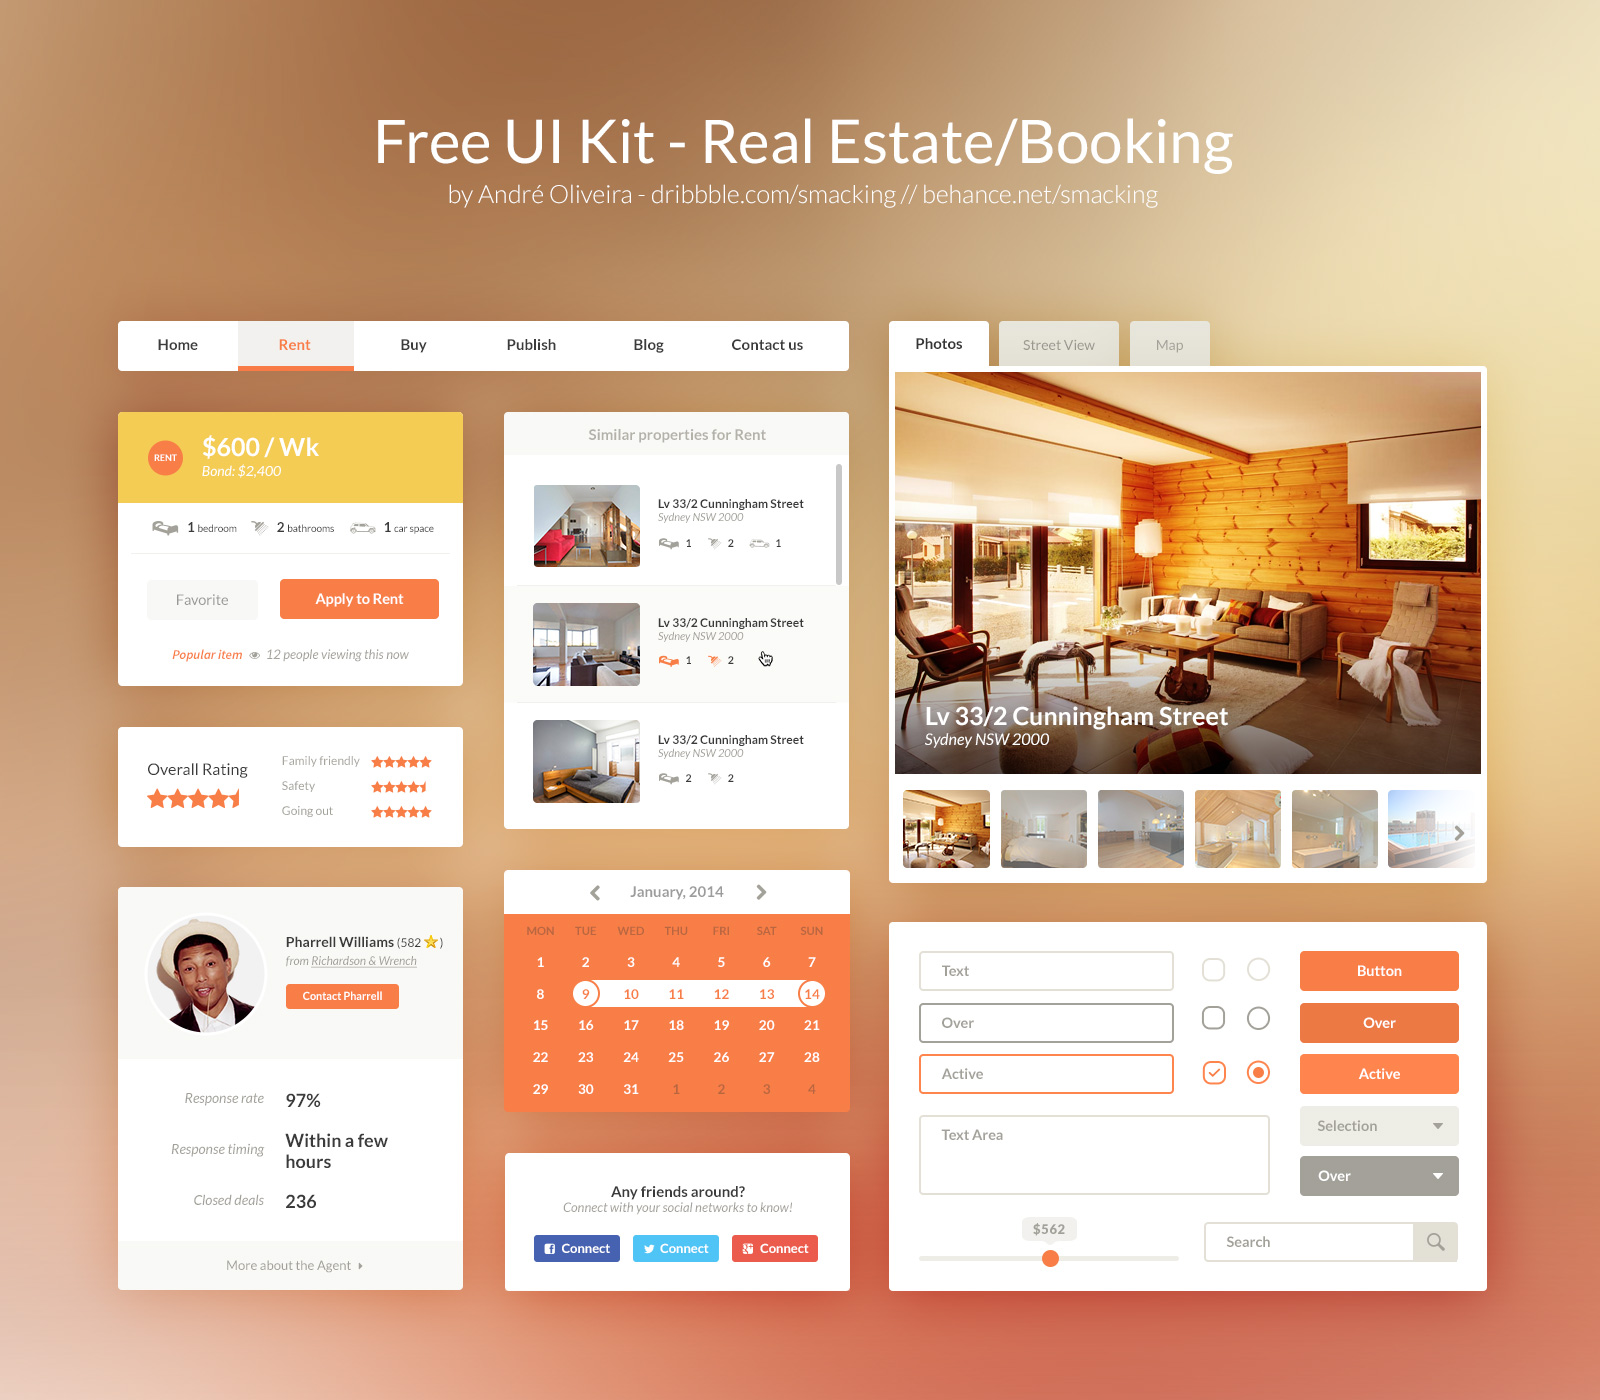 Free UI Kit - Real Estate/Booking
by André Oliveira - dribbble.com/smacking // behance.net/smacking
Home Rent Buy Publish Blog Contact us
RENT
$600 / Wk
Bond: $2,400
1 bedroom 2 bathrooms 1 car space
Favorite Apply to Rent
Popular item 12 people viewing this now
Overall Rating
Family friendly
Safety
Going out
Pharrell Williams (582 )
from Richardson & Wrench
Contact Pharrell
Response rate 97%
Response timing Within a few
hours
Closed deals 236
More about the Agent
Similar properties for Rent
Lv 33/2 Cunningham Street
Sydney NSW 2000
1 2 1
Lv 33/2 Cunningham Street
Sydney NSW 2000
1 2
Lv 33/2 Cunningham Street
Sydney NSW 2000
2 2
January, 2014
MON TUE WED THU FRI SAT SUN
1 2 3 4 5 6 7
8 9 10 11 12 13 14
15 16 17 18 19 20 21
22 23 24 25 26 27 28
29 30 31 1 2 3 4
Any friends around?
Connect with your social networks to know!
Connect Connect Connect
Photos Street View Map
Lv 33/2 Cunningham Street
Sydney NSW 2000
Text Button
Over Over
Active Active
Text Area
Selection
Over
$562
Search